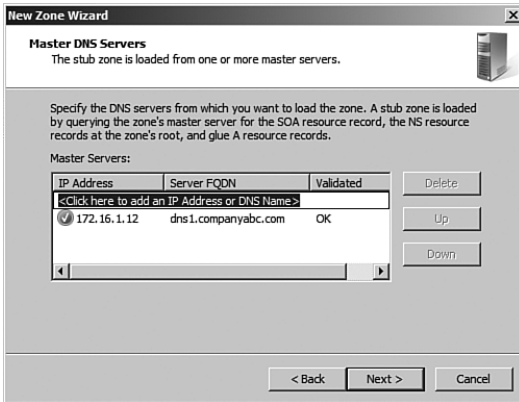 New Zone Wizard
Master DNS Servers
The stub zone is loaded from one or more master servers.
Specify the DNS servers from which you want to load the zone. A stub zone is loaded
by querying the zone's master server for the SOA resource record, the NS resource
records at the zone's root, and glue A resource records.
Master Servers:
IP Address Server FQDN Validated
<Click here to add an IP Address or DNS Name>
172.16.1.12 dns1.companyabc.com OK
Delete
Up
Down
< Back Next > Cancel